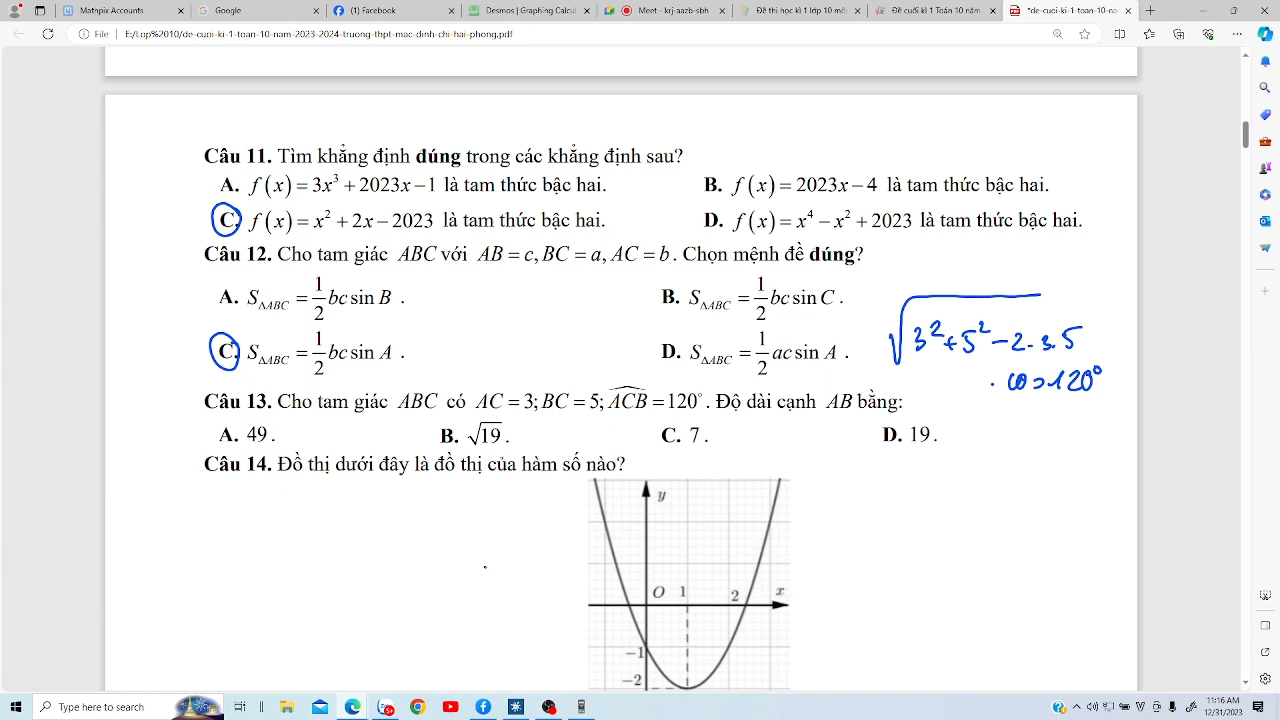 Matpix Accounts
Google
(1) Facebook
Desmos | Graphing Calcu
Meet - krj-aazb-sbh
Đề thi học kì 1 lớp 10 mô
Đề cuối kì 1 Toán 10 năm
*de-cuoi-ki-1-toan-10-na
File
E:/Lop%2010/de-cuoi-ki-1-toan-10-nam-2023-2024-truong-thpt-mac-dinh-chi-hai-phong.pdf
Câu 11. Tìm khẳng định dúng trong các khẳng định sau?
A. f(x) = 3x³ + 2023x − 1 là tam thức bậc hai.
B. f(x) = 2023x − 4 là tam thức bậc hai.
C. f(x) = x² + 2x − 2023 là tam thức bậc hai.
D. f(x) = x⁴ − x² + 2023 là tam thức bậc hai.
Câu 12. Cho tam giác ABC với AB = c, BC = a, AC = b. Chọn mệnh đề dúng?
A. S_ΔABC = 1/2 bc sin B .
B. S_ΔABC = 1/2 bc sin C .
C. S_ΔABC = 1/2 bc sin A .
D. S_ΔABC = 1/2 ac sin A .
√3² + 5² − 2 . 3. 5
. cos 120°
Câu 13. Cho tam giác ABC có AC = 3; BC = 5; ACB = 120°. Độ dài cạnh AB bằng:
A. 49.
B. √19.
C. 7.
D. 19.
Câu 14. Đồ thị dưới đây là đồ thị của hàm số nào?
y
O 1 2 x
−1
−2
Type here to search
11:16 AM
12/31/2023